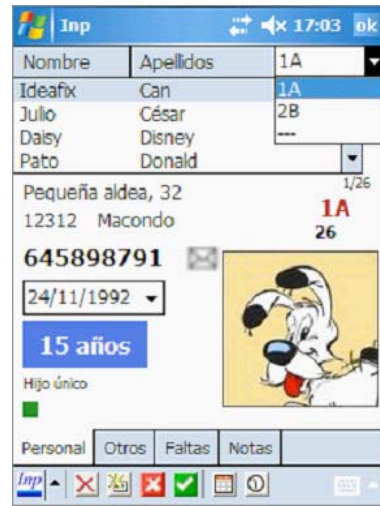 Inp 17:03 ok
Nombre Apellidos 1A
Ideafix Can 1A
Julio César 2B
Daisy Disney ---
Pato Donald
1/26
Pequeña aldea, 32
1A
12312 Macondo
26
645898791
24/11/1992
15 años
Hijo único
Personal Otros Faltas Notas
Inp